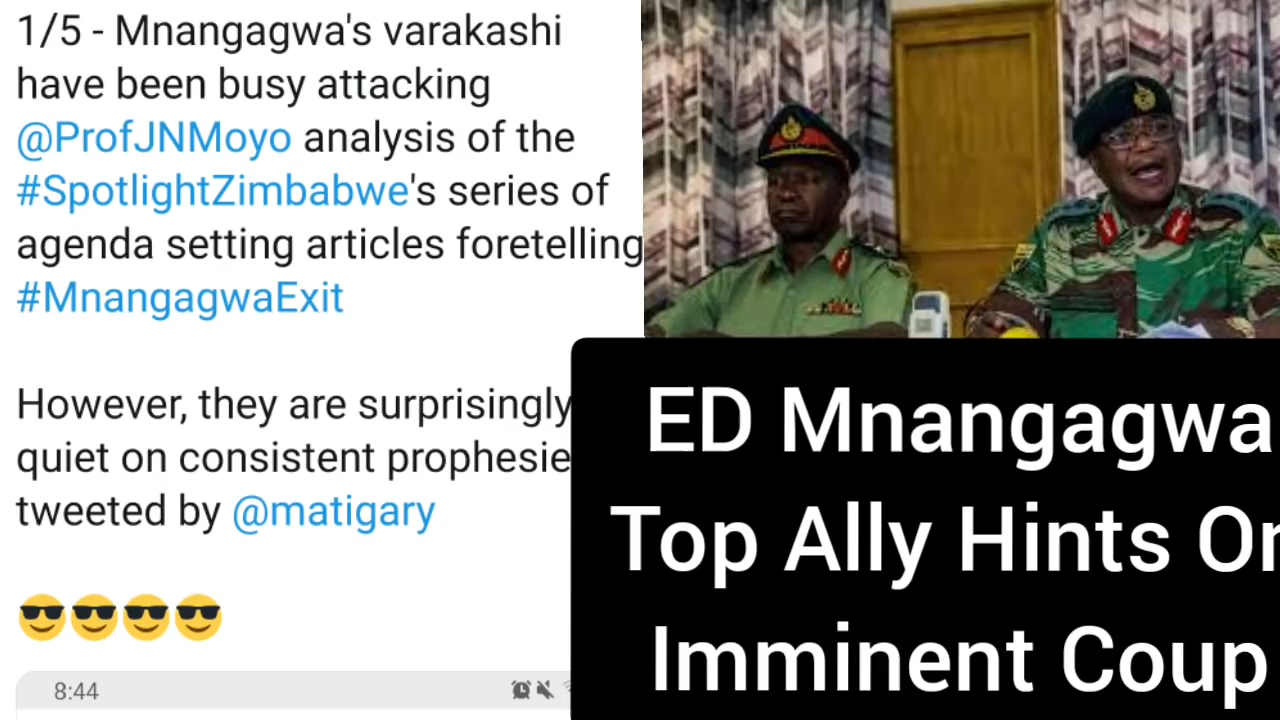 1/5 - Mnangagwa's varakashi
have been busy attacking
@ProfJNMoyo analysis of the
#SpotlightZimbabwe's series of
agenda setting articles foretelling
#MnangagwaExit
However, they are surprisingly
quiet on consistent prophesie
tweeted by @matigary
😎😎😎😎
8:44
ED Mnangagwa
Top Ally Hints On
Imminent Coup